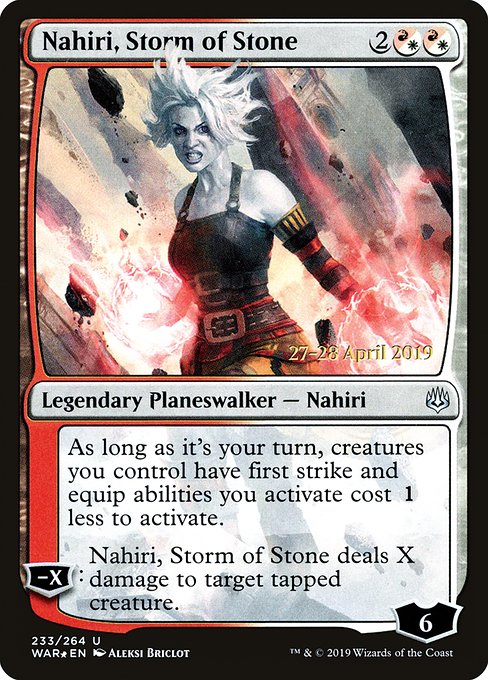 Nahiri, Storm of Stone 2
27–28 April 2019
Legendary Planeswalker — Nahiri
As long as it's your turn, creatures
you control have first strike and
equip abilities you activate cost 1
less to activate.
−X: Nahiri, Storm of Stone deals X
damage to target tapped
creature.
6
233/264 U
WAR★EN Aleksi Briclot
™ & © 2019 Wizards of the Coast